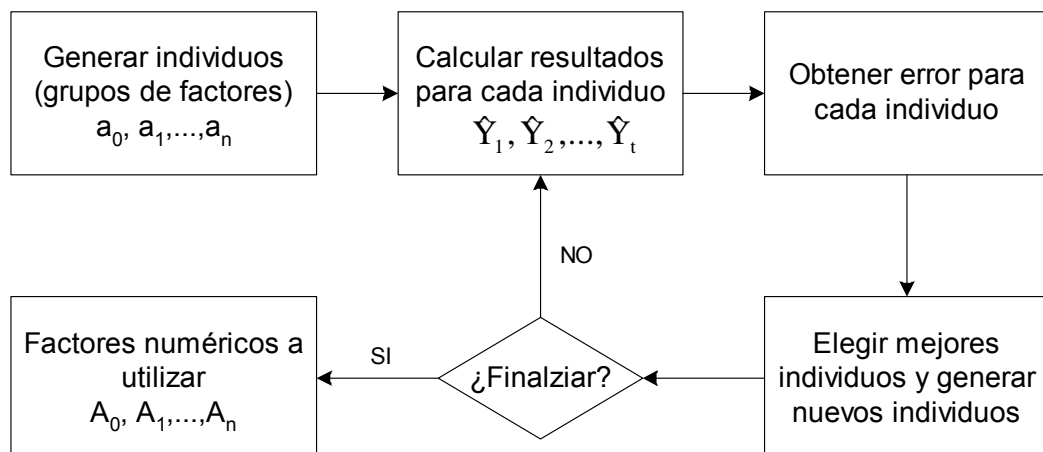 Generar individuos
(grupos de factores)
a₀, a₁,...,aₙ
Calcular resultados
para cada individuo
Ŷ₁, Ŷ₂,..., Ŷₜ
Obtener error para
cada individuo
Elegir mejores
individuos y generar
nuevos individuos
¿Finalziar?
NO
SI
Factores numéricos a
utilizar
A₀, A₁,...,Aₙ